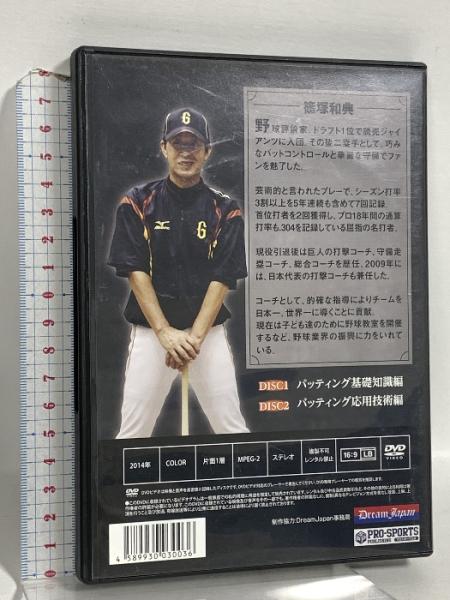 篠塚和典
野球評論家。ドラフト1位で読売ジャイ
アンツに入団。その後二塁手として、巧み
なバットコントロールと華麗な守備でファ
ンを魅了した。
芸術的と言われたプレーで、シーズン打率
3割以上を5年連続も含めて7回記録。
首位打者を2回獲得し、プロ18年間の通算
打率も.304を記録している屈指の名打者。
現役引退後は巨人の打撃コーチ、守備走
塁コーチ、総合コーチを歴任。2009年に
は、日本代表の打撃コーチも兼任した。
コーチとして、的確な指導によりチームを
日本一、世界一に導くことに貢献。
現在は子ども達のために野球教室を開催
するなど、野球業界の振興に力をいれて
いる。
DISC1 バッティング基礎知識編
DISC2 バッティング応用技術編
2014年 COLOR 片面1層 MPEG-2 ステレオ 複製不可 レンタル禁止 16:9 LB DVD VIDEO
制作協力:DreamJapan事務局
Dream Japan
PRO-SPORTS
PUBLISHING
4 589930 030036